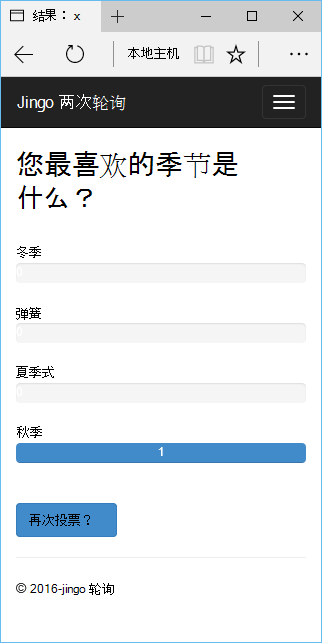 结果： x
本地主机
Jingo 两次轮询
您最喜欢的季节是
什么？
冬季
0
弹簧
0
夏季式
0
秋季
1
再次投票？
© 2016-jingo 轮询